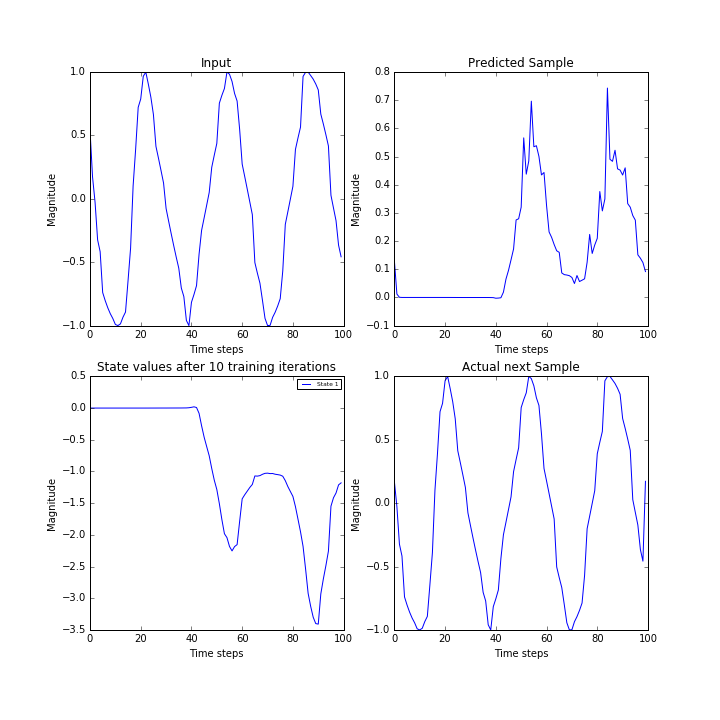 Input
Magnitude
1.0
0.5
0.0
−0.5
−1.0
0 20 40 60 80 100
Time steps
Predicted Sample
Magnitude
0.8
0.7
0.6
0.5
0.4
0.3
0.2
0.1
0.0
−0.1
0 20 40 60 80 100
Time steps
State values after 10 training iterations
State 1
Magnitude
0.5
0.0
−0.5
−1.0
−1.5
−2.0
−2.5
−3.0
−3.5
0 20 40 60 80 100
Time steps
Actual next Sample
Magnitude
1.0
0.5
0.0
−0.5
−1.0
0 20 40 60 80 100
Time steps